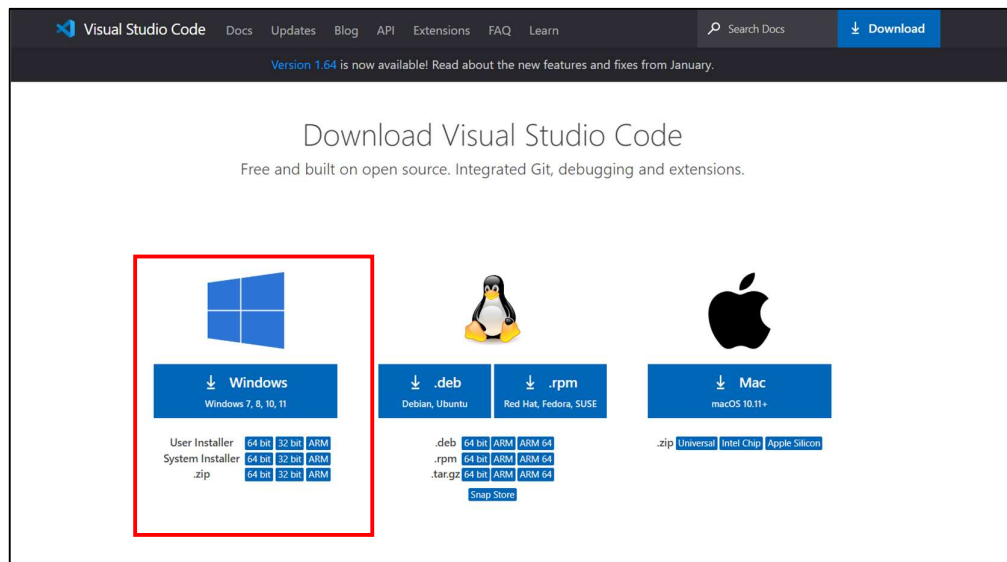 Visual Studio Code Docs Updates Blog API Extensions FAQ Learn Search Docs Download
Version 1.64 is now available! Read about the new features and fixes from January.
Download Visual Studio Code
Free and built on open source. Integrated Git, debugging and extensions.
Windows
Windows 7, 8, 10, 11
User Installer 64 bit 32 bit ARM
System Installer 64 bit 32 bit ARM
.zip 64 bit 32 bit ARM
.deb
Debian, Ubuntu
.rpm
Red Hat, Fedora, SUSE
.deb 64 bit ARM ARM 64
.rpm 64 bit ARM ARM 64
.tar.gz 64 bit ARM ARM 64
Snap Store
Mac
macOS 10.11+
.zip Universal Intel Chip Apple Silicon